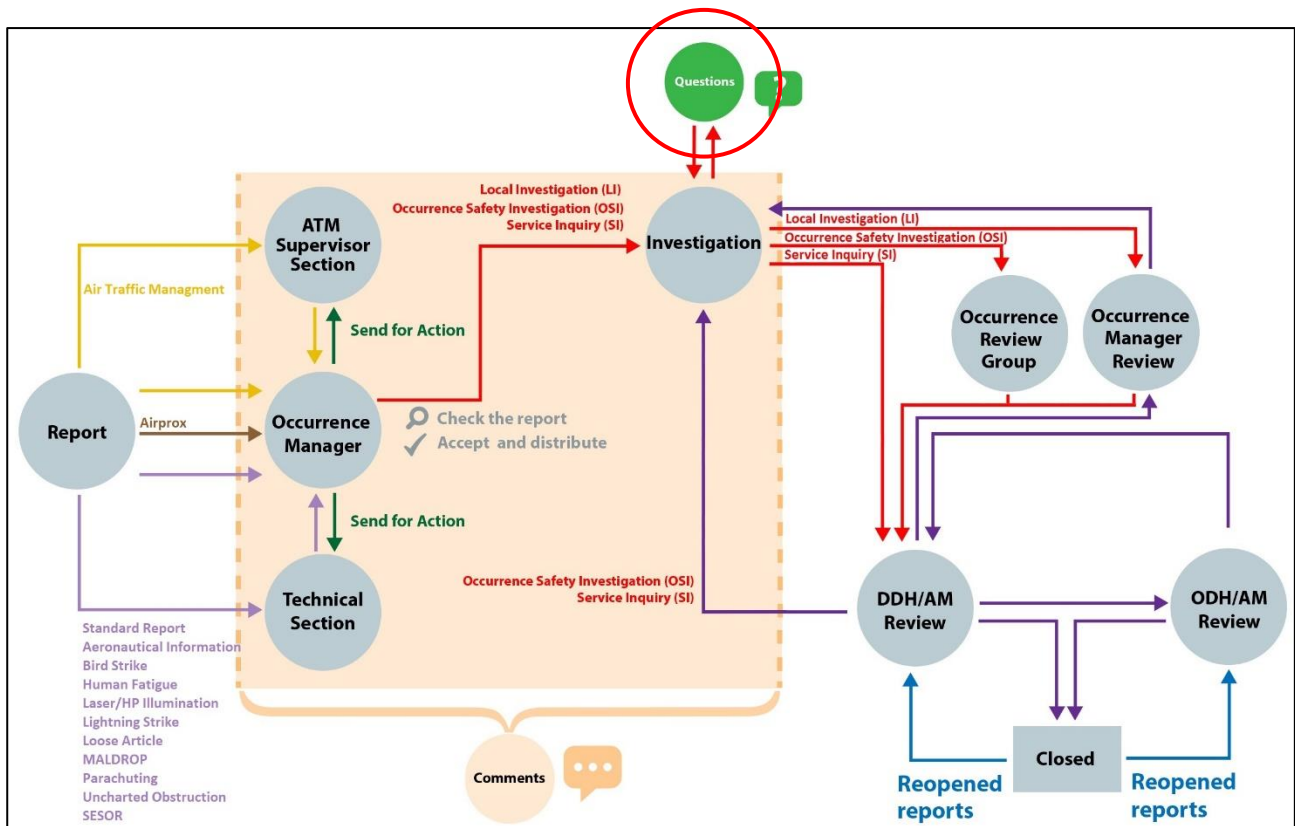 Questions
?
Local Investigation (LI)
Occurrence Safety Investigation (OSI)
Service Inquiry (SI)
ATM
Supervisor
Section
Investigation
Local Investigation (LI)
Occurrence Safety Investigation (OSI)
Service Inquiry (SI)
Air Traffic Managment
Send for Action
Occurrence
Review
Group
Occurrence
Manager
Review
Report
Airprox
Occurrence
Manager
Check the report
Accept and distribute
Send for Action
Technical
Section
Occurrence Safety Investigation (OSI)
Service Inquiry (SI)
DDH/AM
Review
ODH/AM
Review
Standard Report
Aeronautical Information
Bird Strike
Human Fatigue
Laser/HP Illumination
Lightning Strike
Loose Article
MALDROP
Parachuting
Uncharted Obstruction
SESOR
Comments
Closed
Reopened
reports
Reopened
reports